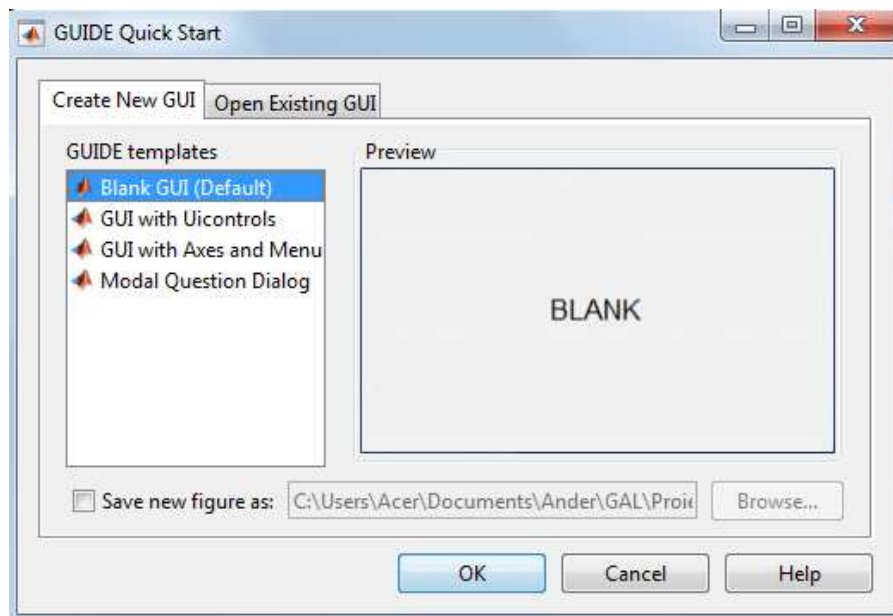 GUIDE Quick Start
Create New GUI
Open Existing GUI
GUIDE templates
Blank GUI (Default)
GUI with Uicontrols
GUI with Axes and Menu
Modal Question Dialog
Preview
BLANK
Save new figure as:
C:\Users\Acer\Documents\Ander\GAL\Proie
Browse...
OK
Cancel
Help